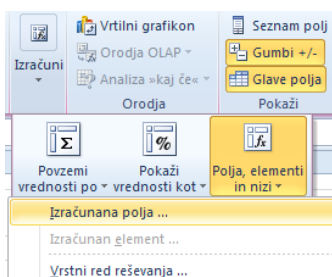 Vrtilni grafikon
Seznam polj
Orodja OLAP
Gumbi +/-
Izračuni
Analiza »kaj če«
Glave polja
Orodja
Pokaži
Povzemi
vrednosti po
Pokaži
vrednosti kot
Polja, elementi
in nizi
Izračunana polja ...
Izračunan element ...
Vrstni red reševanja ...